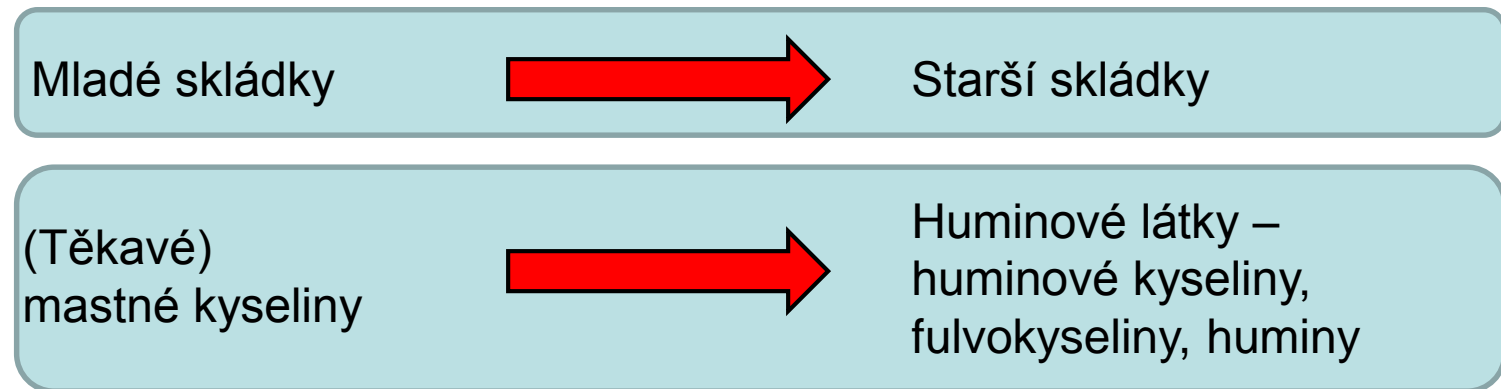 Mladé skládky
Starší skládky
(Těkavé)
mastné kyseliny
Huminové látky –
huminové kyseliny,
fulvokyseliny, huminy